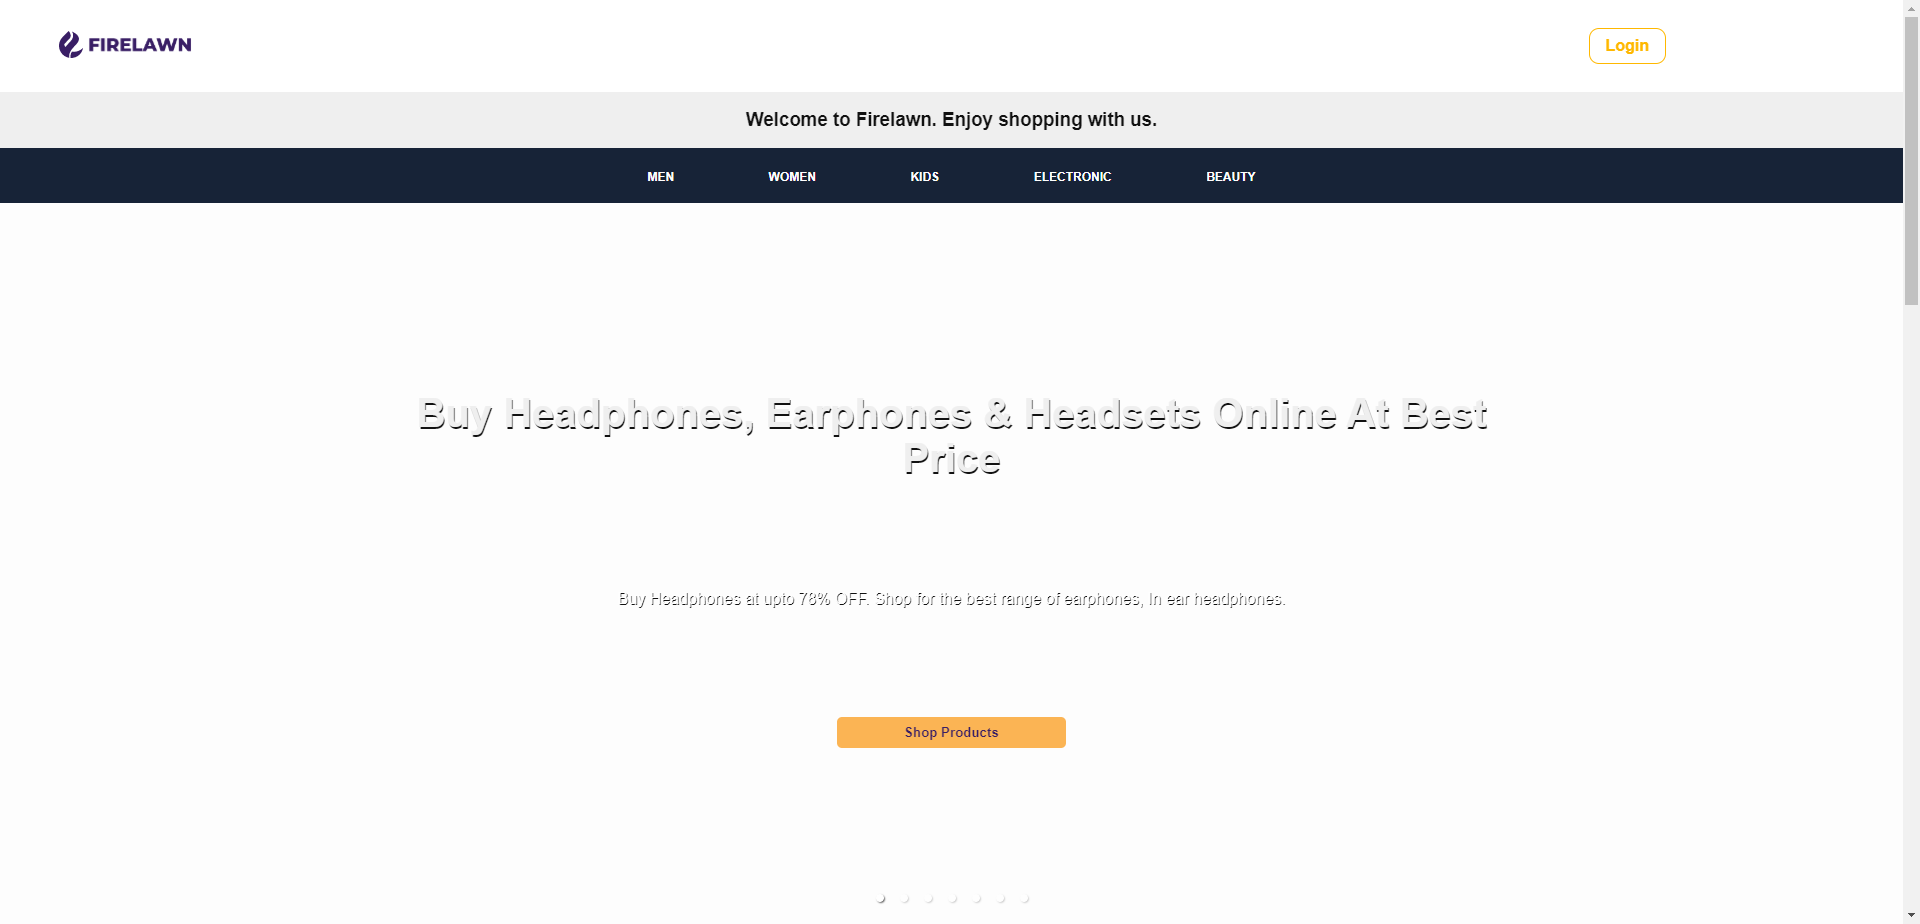 FIRELAWN
Login
Welcome to Firelawn. Enjoy shopping with us.
MEN
WOMEN
KIDS
ELECTRONIC
BEAUTY
Buy Headphones, Earphones & Headsets Online At Best
Price
Buy Headphones at upto 78% OFF. Shop for the best range of earphones, In ear headphones.
Shop Products